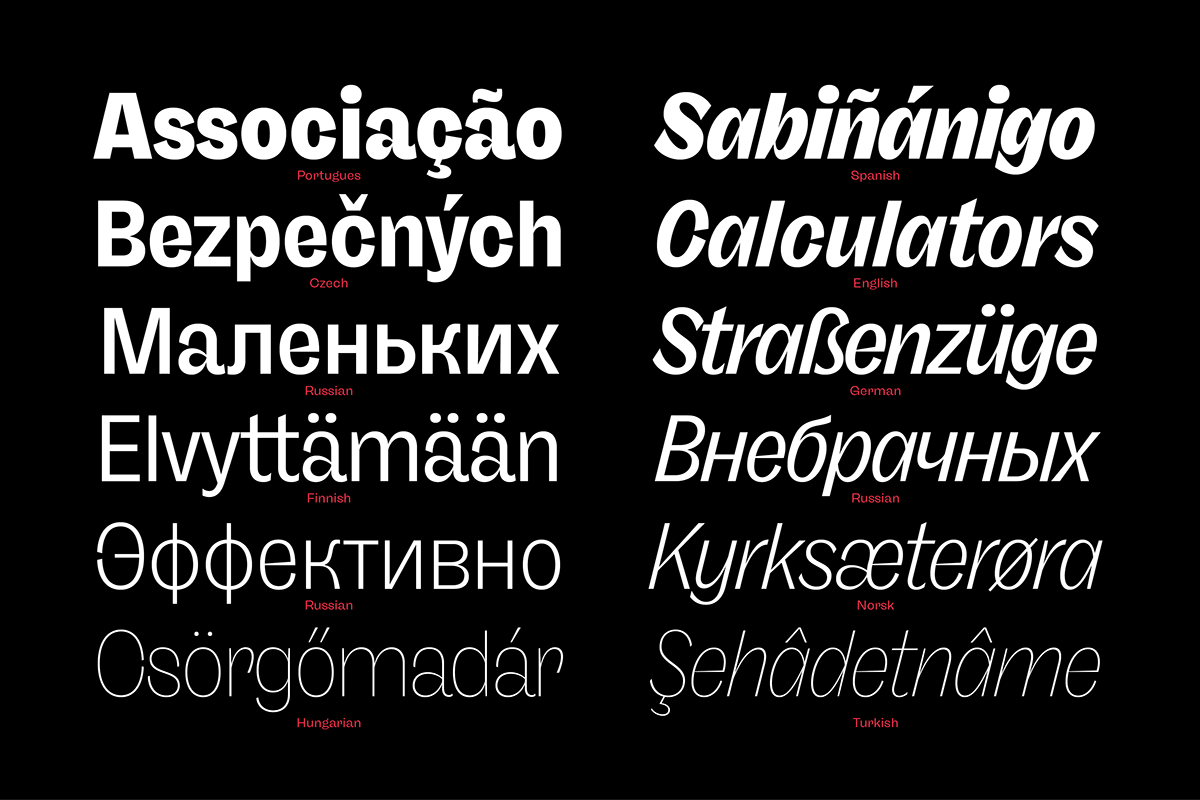 Associação
Portugues
Bezpečných
Czech
Маленьких
Russian
Elvyttämään
Finnish
Эффективно
Russian
Csörgőmadár
Hungarian
Sabiñánigo
Spanish
Calculators
English
Straßenzüge
German
Внебрачных
Russian
Kyrksæterøra
Norsk
Şehâdetnâme
Turkish